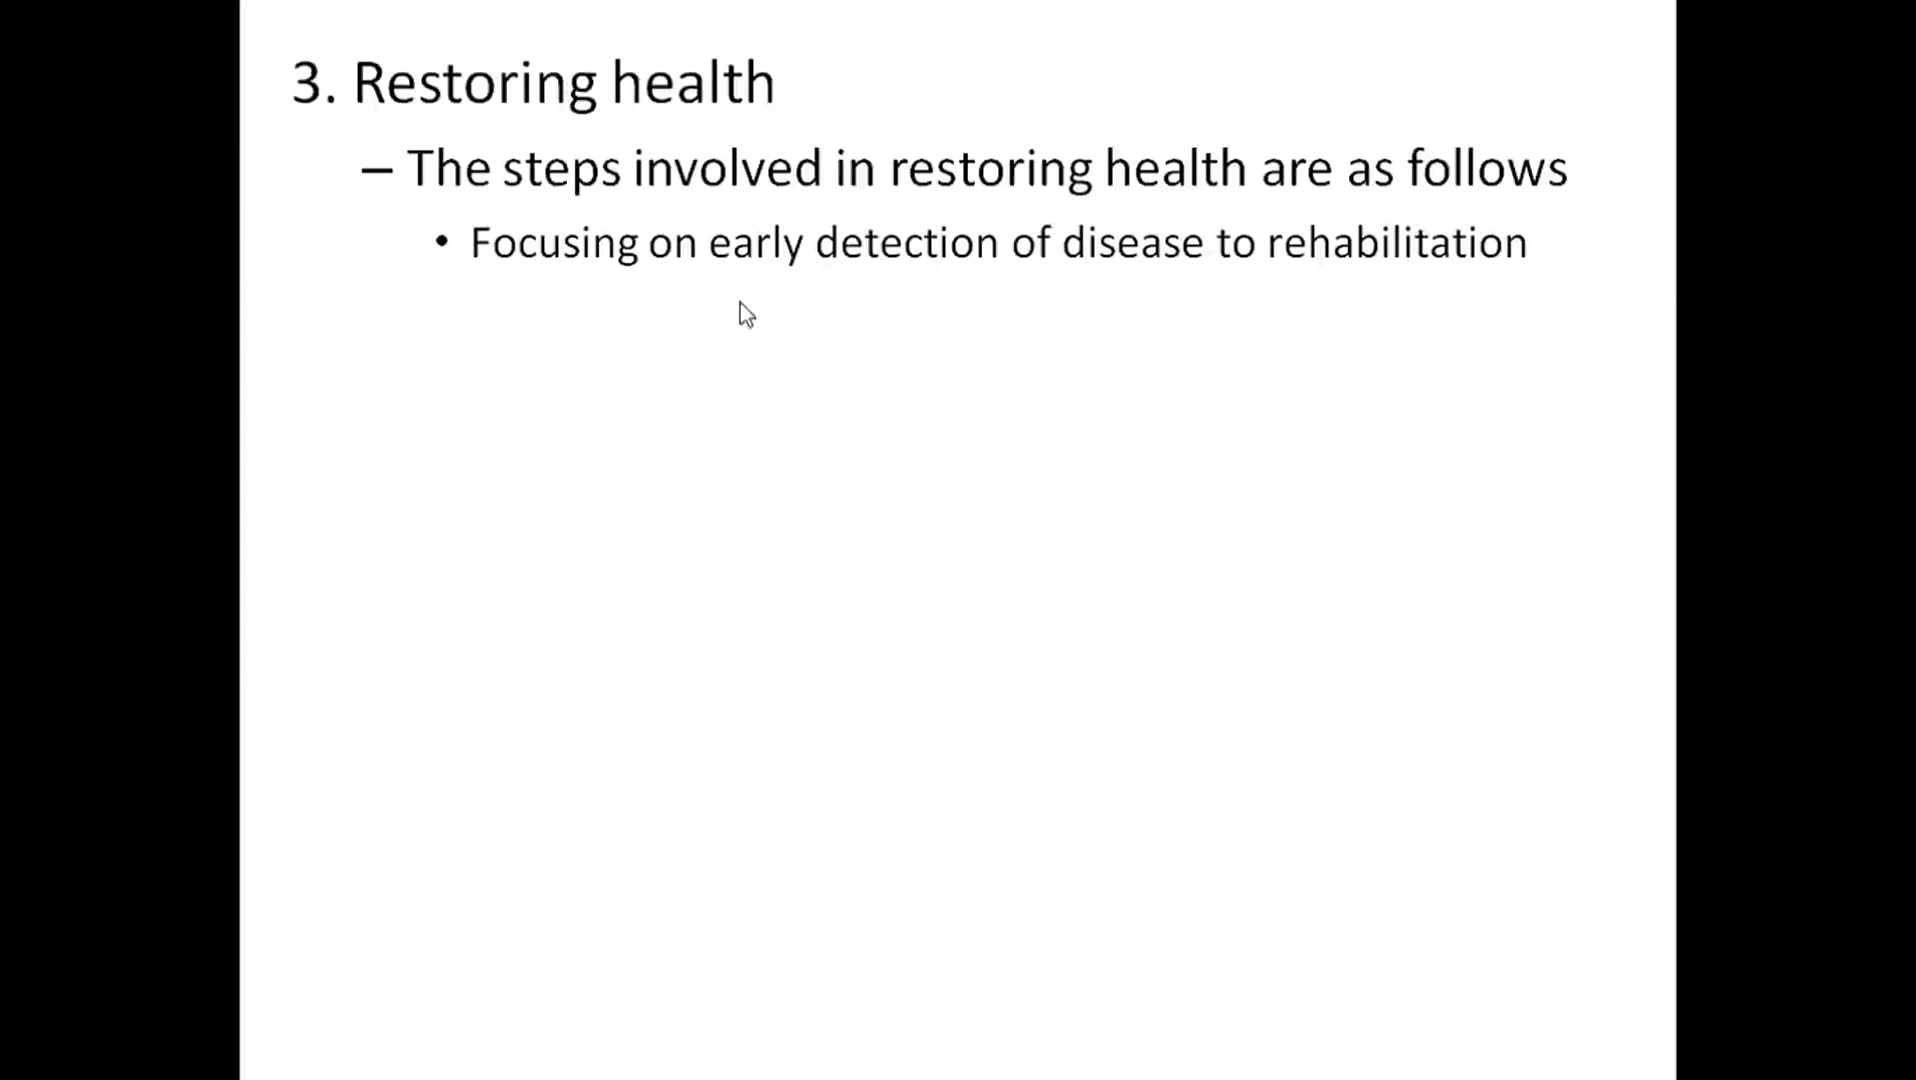 3. Restoring health
– The steps involved in restoring health are as follows
• Focusing on early detection of disease to rehabilitation